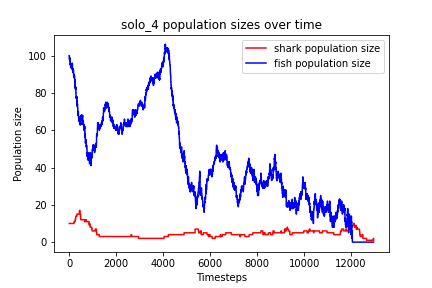 solo_4 population sizes over time
shark population size
fish population size
Population size
100
80
60
40
20
0
0 2000 4000 6000 8000 10000 12000
Timesteps